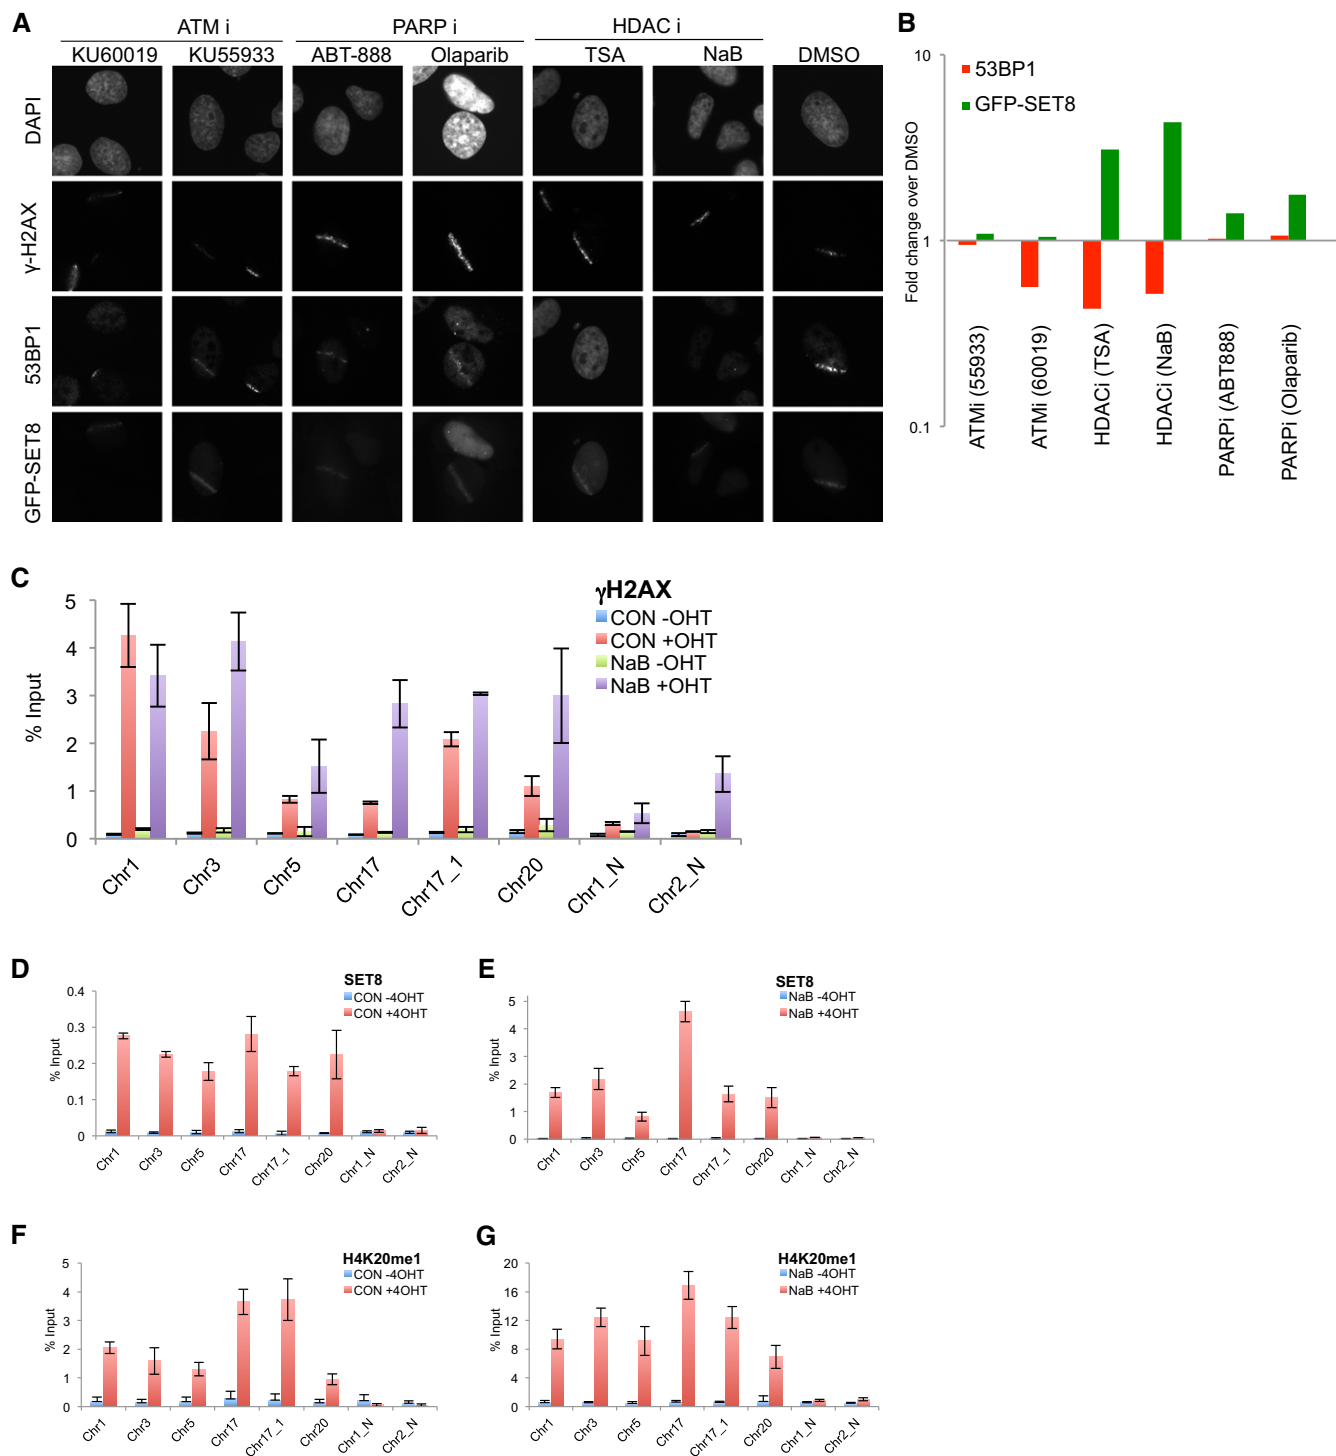 A
ATM i PARP i HDAC i
KU60019 KU55933 ABT-888 Olaparib TSA NaB DMSO
DAPI
γ-H2AX
53BP1
GFP-SET8
B
53BP1
GFP-SET8
Fold change over DMSO
10
1
0.1
ATMi (55933)
ATMi (60019)
HDACi (TSA)
HDACi (NaB)
PARPi (ABT888)
PARPi (Olaparib)
C
γH2AX
CON -OHT
CON +OHT
NaB -OHT
NaB +OHT
% Input
5
4
3
2
1
0
Chr1 Chr3 Chr5 Chr17 Chr17_1 Chr20 Chr1_N Chr2_N
D
SET8
CON -4OHT
CON +4OHT
% Input
0.4
0.3
0.2
0.1
0
Chr1 Chr3 Chr5 Chr17 Chr17_1 Chr20 Chr1_N Chr2_N
E
SET8
NaB -4OHT
NaB +4OHT
% Input
5
4
3
2
1
0
Chr1 Chr3 Chr5 Chr17 Chr17_1 Chr20 Chr1_N Chr2_N
F
H4K20me1
CON -4OHT
CON +4OHT
% Input
5
4
3
2
1
0
Chr1 Chr3 Chr5 Chr17 Chr17_1 Chr20 Chr1_N Chr2_N
G
H4K20me1
NaB -4OHT
NaB +4OHT
% Input
20
16
12
8
4
0
Chr1 Chr3 Chr5 Chr17 Chr17_1 Chr20 Chr1_N Chr2_N